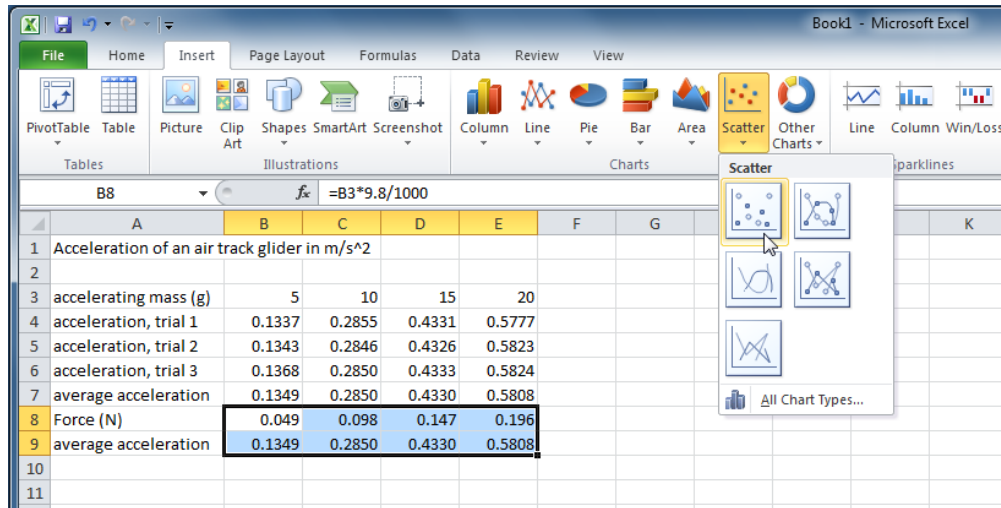 Book1 - Microsoft Excel
File Home Insert Page Layout Formulas Data Review View
PivotTable Table Picture Clip Art Shapes SmartArt Screenshot Column Line Pie Bar Area Scatter Other Charts Line Column Win/Loss
Tables Illustrations Charts Sparklines
B8 fx =B3*9.8/1000
Scatter
All Chart Types...
A B C D E F G K
1 Acceleration of an air track glider in m/s^2
2
3 accelerating mass (g) 5 10 15 20
4 acceleration, trial 1 0.1337 0.2855 0.4331 0.5777
5 acceleration, trial 2 0.1343 0.2846 0.4326 0.5823
6 acceleration, trial 3 0.1368 0.2850 0.4333 0.5824
7 average acceleration 0.1349 0.2850 0.4330 0.5808
8 Force (N) 0.049 0.098 0.147 0.196
9 average acceleration 0.1349 0.2850 0.4330 0.5808
10
11